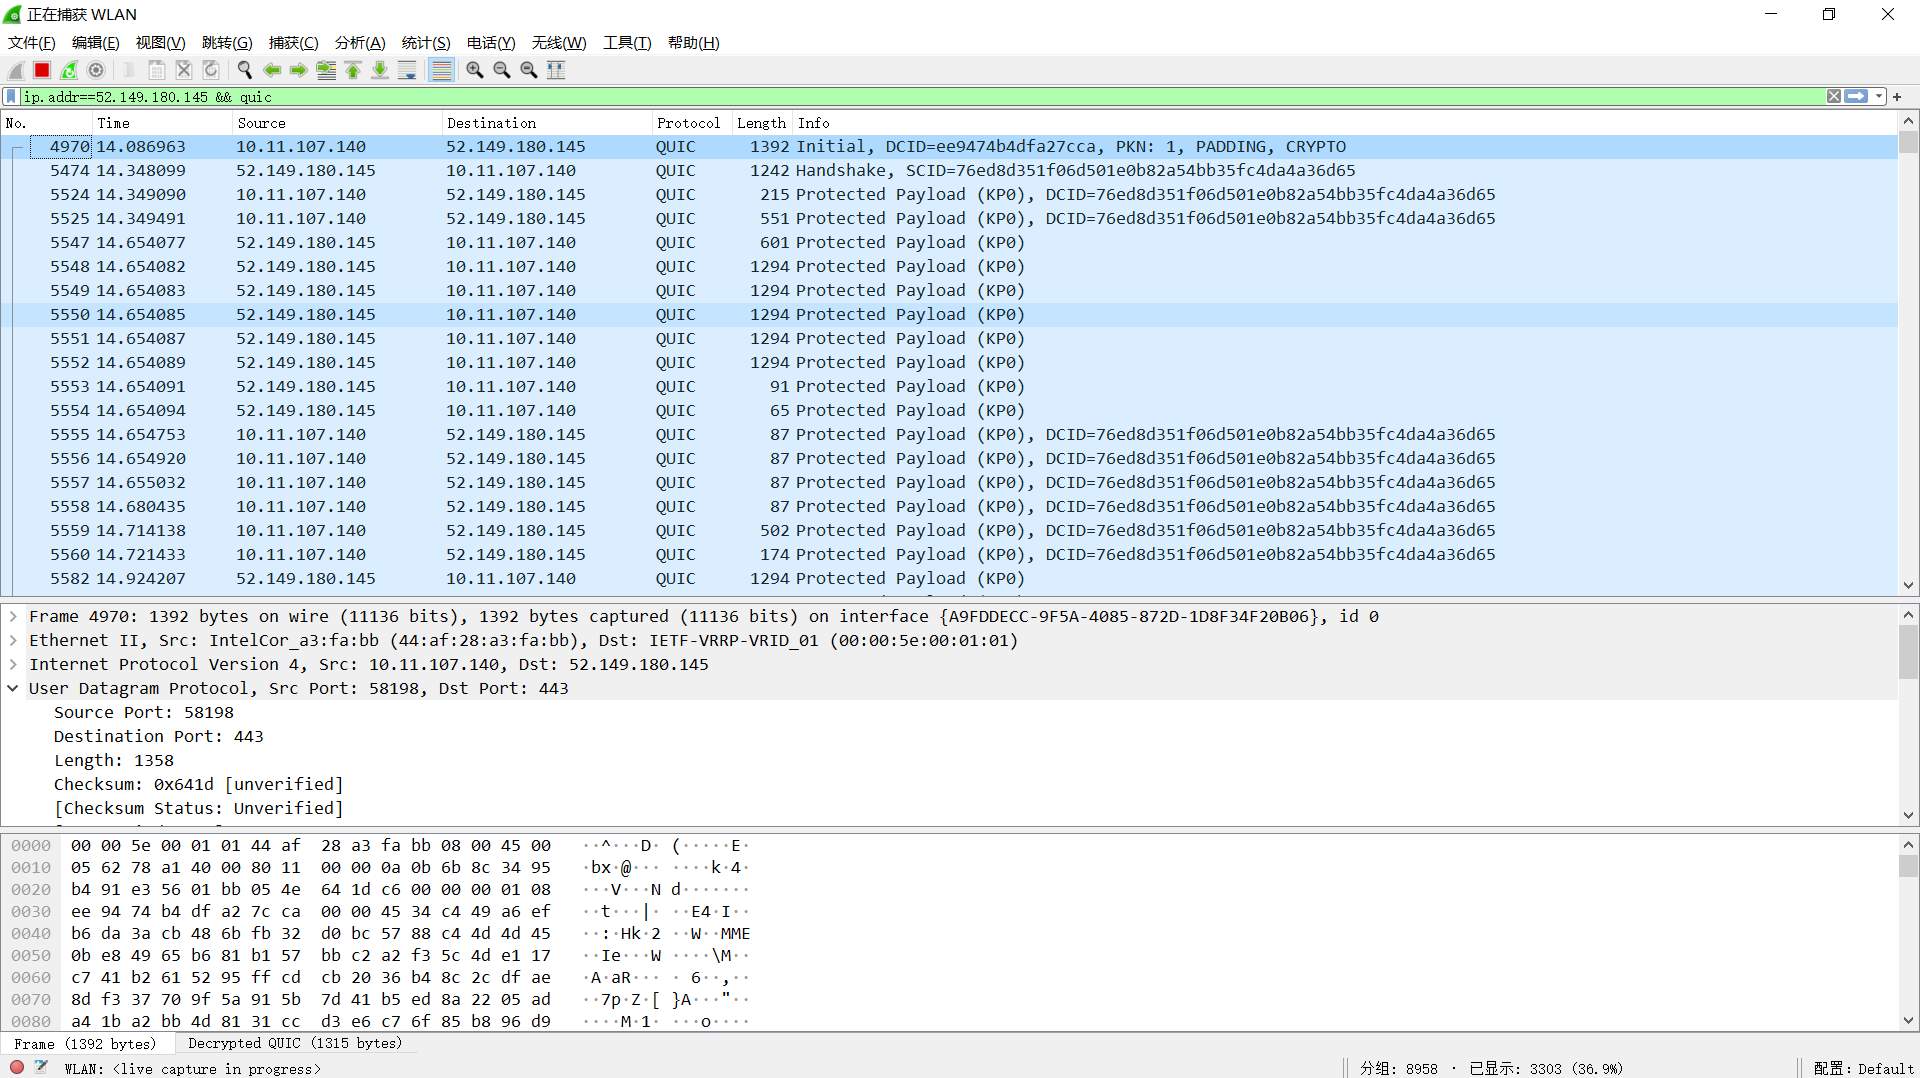 正在捕获 WLAN
文件(F) 编辑(E) 视图(V) 跳转(G) 捕获(C) 分析(A) 统计(S) 电话(Y) 无线(W) 工具(T) 帮助(H)
ip.addr==52.149.180.145 && quic
No. Time Source Destination Protocol Length Info
4970 14.086963 10.11.107.140 52.149.180.145 QUIC 1392 Initial, DCID=ee9474b4dfa27cca, PKN: 1, PADDING, CRYPTO
5474 14.348099 52.149.180.145 10.11.107.140 QUIC 1242 Handshake, SCID=76ed8d351f06d501e0b82a54bb35fc4da4a36d65
5524 14.349090 10.11.107.140 52.149.180.145 QUIC 215 Protected Payload (KP0), DCID=76ed8d351f06d501e0b82a54bb35fc4da4a36d65
5525 14.349491 10.11.107.140 52.149.180.145 QUIC 551 Protected Payload (KP0), DCID=76ed8d351f06d501e0b82a54bb35fc4da4a36d65
5547 14.654077 52.149.180.145 10.11.107.140 QUIC 601 Protected Payload (KP0)
5548 14.654082 52.149.180.145 10.11.107.140 QUIC 1294 Protected Payload (KP0)
5549 14.654083 52.149.180.145 10.11.107.140 QUIC 1294 Protected Payload (KP0)
5550 14.654085 52.149.180.145 10.11.107.140 QUIC 1294 Protected Payload (KP0)
5551 14.654087 52.149.180.145 10.11.107.140 QUIC 1294 Protected Payload (KP0)
5552 14.654089 52.149.180.145 10.11.107.140 QUIC 1294 Protected Payload (KP0)
5553 14.654091 52.149.180.145 10.11.107.140 QUIC 91 Protected Payload (KP0)
5554 14.654094 52.149.180.145 10.11.107.140 QUIC 65 Protected Payload (KP0)
5555 14.654753 10.11.107.140 52.149.180.145 QUIC 87 Protected Payload (KP0), DCID=76ed8d351f06d501e0b82a54bb35fc4da4a36d65
5556 14.654920 10.11.107.140 52.149.180.145 QUIC 87 Protected Payload (KP0), DCID=76ed8d351f06d501e0b82a54bb35fc4da4a36d65
5557 14.655032 10.11.107.140 52.149.180.145 QUIC 87 Protected Payload (KP0), DCID=76ed8d351f06d501e0b82a54bb35fc4da4a36d65
5558 14.680435 10.11.107.140 52.149.180.145 QUIC 87 Protected Payload (KP0), DCID=76ed8d351f06d501e0b82a54bb35fc4da4a36d65
5559 14.714138 10.11.107.140 52.149.180.145 QUIC 502 Protected Payload (KP0), DCID=76ed8d351f06d501e0b82a54bb35fc4da4a36d65
5560 14.721433 10.11.107.140 52.149.180.145 QUIC 174 Protected Payload (KP0), DCID=76ed8d351f06d501e0b82a54bb35fc4da4a36d65
5582 14.924207 52.149.180.145 10.11.107.140 QUIC 1294 Protected Payload (KP0)
Frame 4970: 1392 bytes on wire (11136 bits), 1392 bytes captured (11136 bits) on interface {A9FDDECC-9F5A-4085-872D-1D8F34F20B06}, id 0
Ethernet II, Src: IntelCor_a3:fa:bb (44:af:28:a3:fa:bb), Dst: IETF-VRRP-VRID_01 (00:00:5e:00:01:01)
Internet Protocol Version 4, Src: 10.11.107.140, Dst: 52.149.180.145
User Datagram Protocol, Src Port: 58198, Dst Port: 443
Source Port: 58198
Destination Port: 443
Length: 1358
Checksum: 0x641d [unverified]
[Checksum Status: Unverified]
0000 00 00 5e 00 01 01 44 af 28 a3 fa bb 08 00 45 00 ··^···D· (·····E·
0010 05 62 78 a1 40 00 80 11 00 00 0a 0b 6b 8c 34 95 ·bx·@··· ····k·4·
0020 b4 91 e3 56 01 bb 05 4e 64 1d c6 00 00 00 01 08 ···V···N d·······
0030 ee 94 74 b4 df a2 7c ca 00 00 45 34 c4 49 a6 ef ··t···|· ··E4·I··
0040 b6 da 3a cb 48 6b fb 32 d0 bc 57 88 c4 4d 4d 45 ··:·Hk·2 ··W··MME
0050 0b e8 49 65 b6 81 b1 57 bb c2 a2 f3 5c 4d e1 17 ··Ie···W ····\M··
0060 c7 41 b2 61 52 95 ff cd cb 20 36 b4 8c 2c df ae ·A·aR··· · 6··,··
0070 8d f3 37 70 9f 5a 91 5b 7d 41 b5 ed 8a 22 05 ad ··7p·Z·[ }A···"··
0080 a4 1b a2 bb 4d 81 31 cc d3 e6 c7 6f 85 b8 96 d9 ····M·1· ···o····
Frame (1392 bytes) Decrypted QUIC (1315 bytes)
WLAN: <live capture in progress> 分组: 8958 · 已显示: 3303 (36.9%) 配置: Default